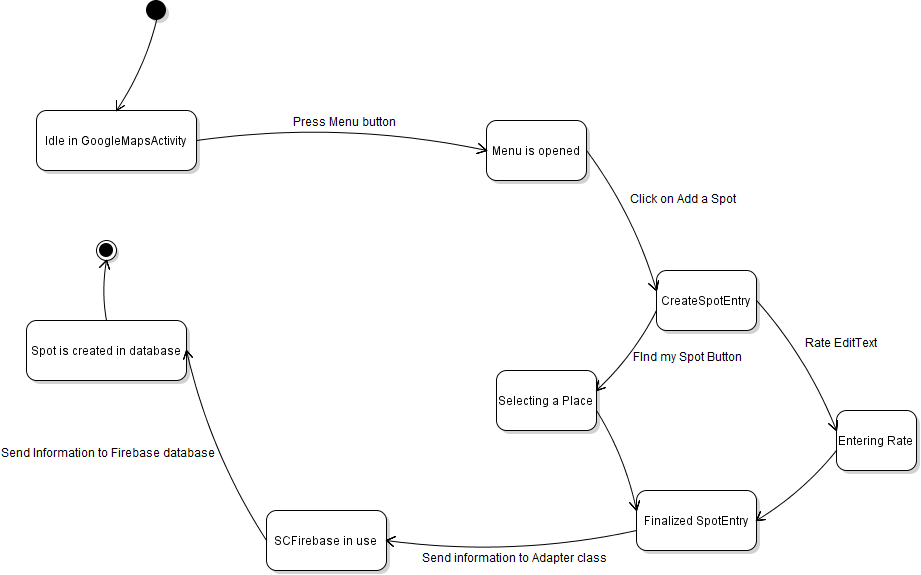 Press Menu button
Idle in GoogleMapsActivity
Menu is opened
Click on Add a Spot
CreateSpotEntry
Rate EditText
FInd my Spot Button
Spot is created in database
Selecting a Place
Entering Rate
Send Information to Firebase database
Finalized SpotEntry
SCFirebase in use
Send information to Adapter class